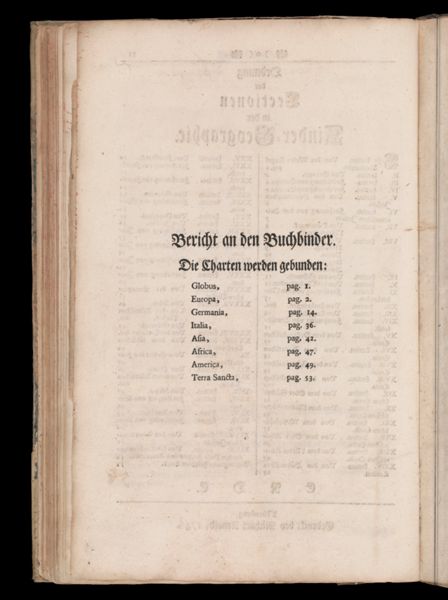 Bericht an den Buchbinder.
Die Charten werden gebunden:
Globus, pag. 1.
Europa, pag. 2.
Germania, pag. 14.
Italia, pag. 36.
Asia, pag. 42.
Africa, pag. 47.
America, pag. 49.
Terra Sancta, pag. 53.